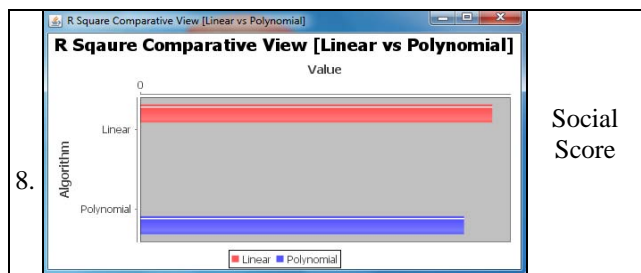 8.
R Square Comparative View [Linear vs Polynomial]
R Sqaure Comparative View [Linear vs Polynomial]
Value
0
Algorithm
Linear
Polynomial
Linear Polynomial
Social
Score